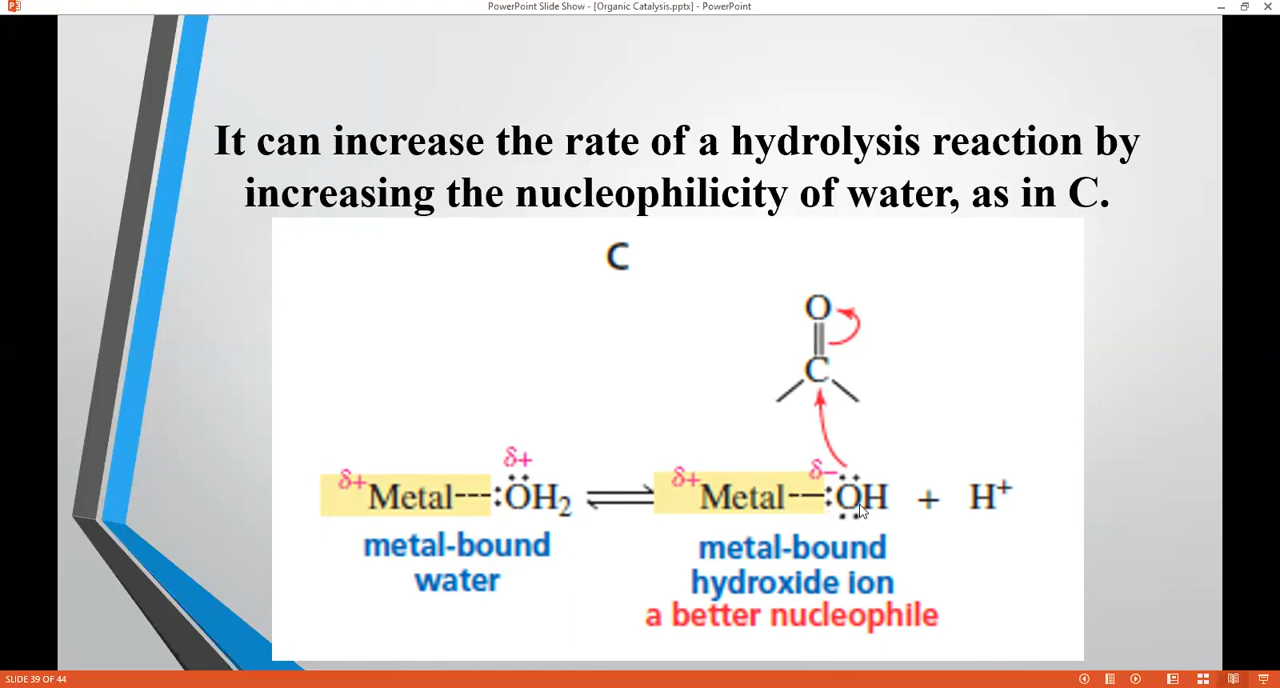 PowerPoint Slide Show - [Organic Catalysis.pptx] - PowerPoint
It can increase the rate of a hydrolysis reaction by
increasing the nucleophilicity of water, as in C.
C
O
C
δ+ δ+ δ+ δ−
Metal---:ÖH₂ ⇌ Metal---:ÖH + H⁺
metal-bound
water
metal-bound
hydroxide ion
a better nucleophile
SLIDE 39 OF 44